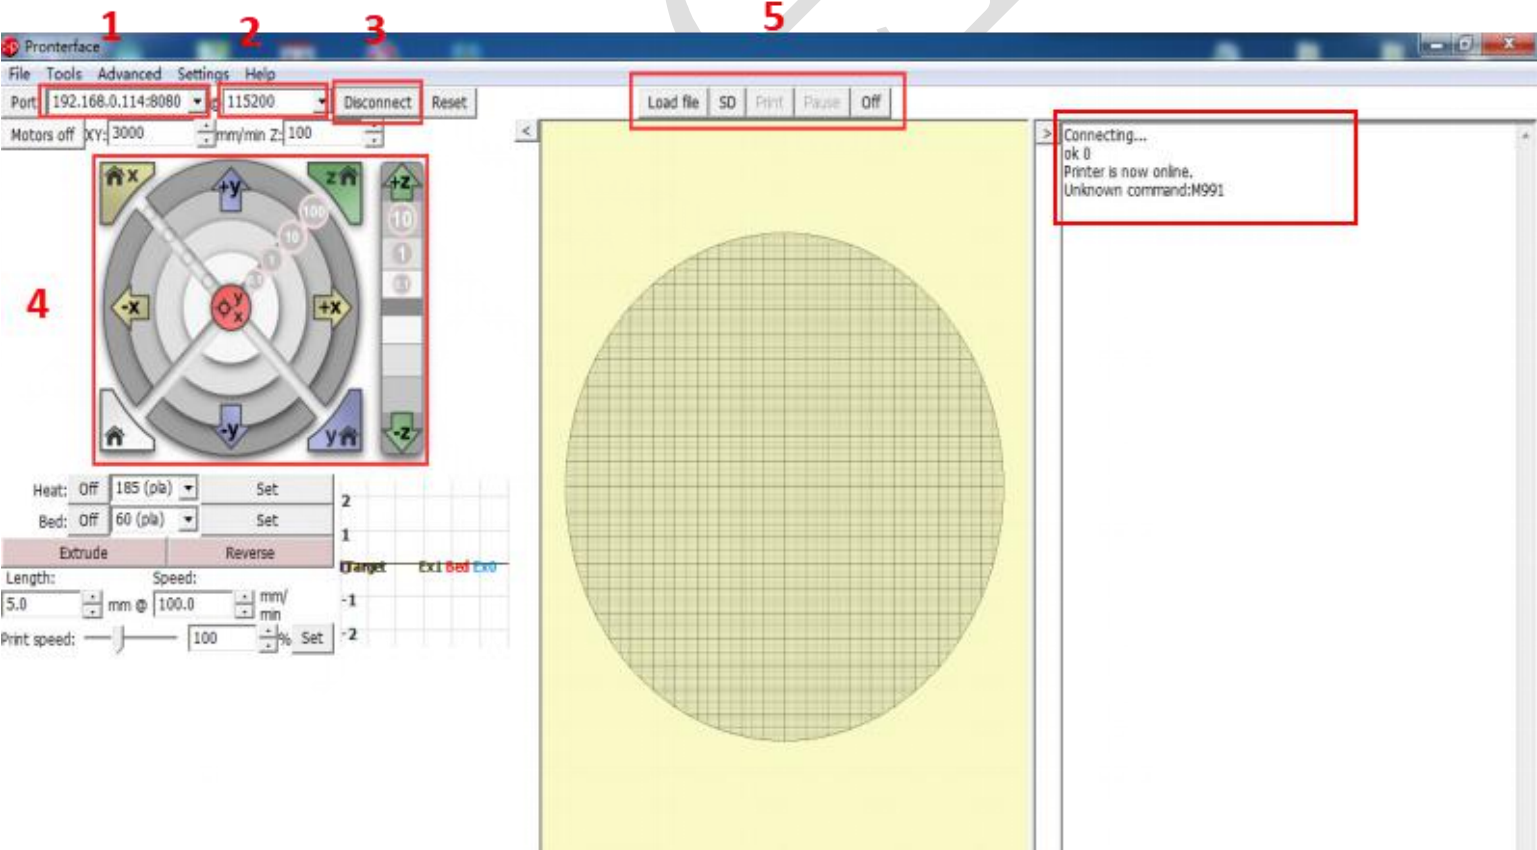 1 2 3 5
Pronterface
File Tools Advanced Settings Help
Port 192.168.0.114:8080 @ 115200 Disconnect Reset Load file SD Print Pause Off
Motors off XY: 3000 mm/min Z: 100 < >
Connecting...
ok 0
Printer is now online.
Unknown command:M991
X +y z +z
100 10
10 1
1
4 -x y x +x
-y y -z
Heat: Off 185 (pla) Set
Bed: Off 60 (pla) Set
Extrude Reverse
Length: Speed:
5.0 mm @ 100.0 mm/
min
Print speed: 100 % Set
2
1
Target Ex1 Bed Ex0
-1
-2